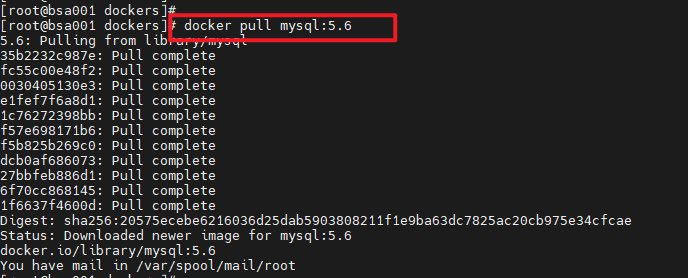 [root@bsa001 dockers]#
[root@bsa001 dockers]# docker pull mysql:5.6
5.6: Pulling from library/mysql
35b2232c987e: Pull complete
fc55c00e48f2: Pull complete
0030405130e3: Pull complete
e1fef7f6a8d1: Pull complete
1c76272398bb: Pull complete
f57e698171b6: Pull complete
f5b825b269c0: Pull complete
dcb0af686073: Pull complete
27bbfeb886d1: Pull complete
6f70cc868145: Pull complete
1f6637f4600d: Pull complete
Digest: sha256:20575ecebe6216036d25dab5903808211f1e9ba63dc7825ac20cb975e34cfcae
Status: Downloaded newer image for mysql:5.6
docker.io/library/mysql:5.6
You have mail in /var/spool/mail/root
[root@bsa001 dockers]#